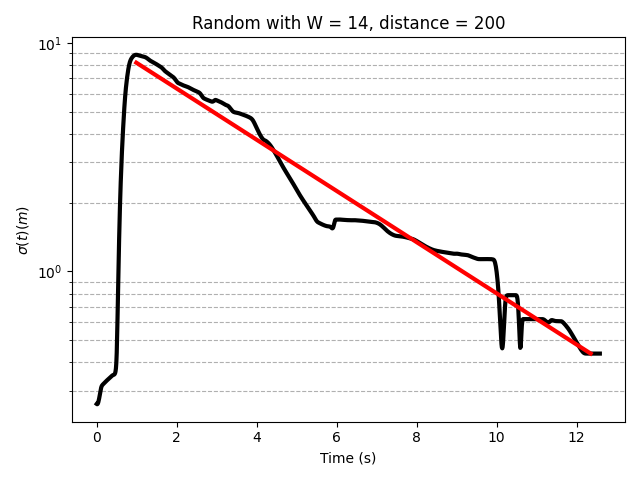 Random with W = 14, distance = 200
10¹
10⁰
σ(t)(m)
0 2 4 6 8 10 12
Time (s)